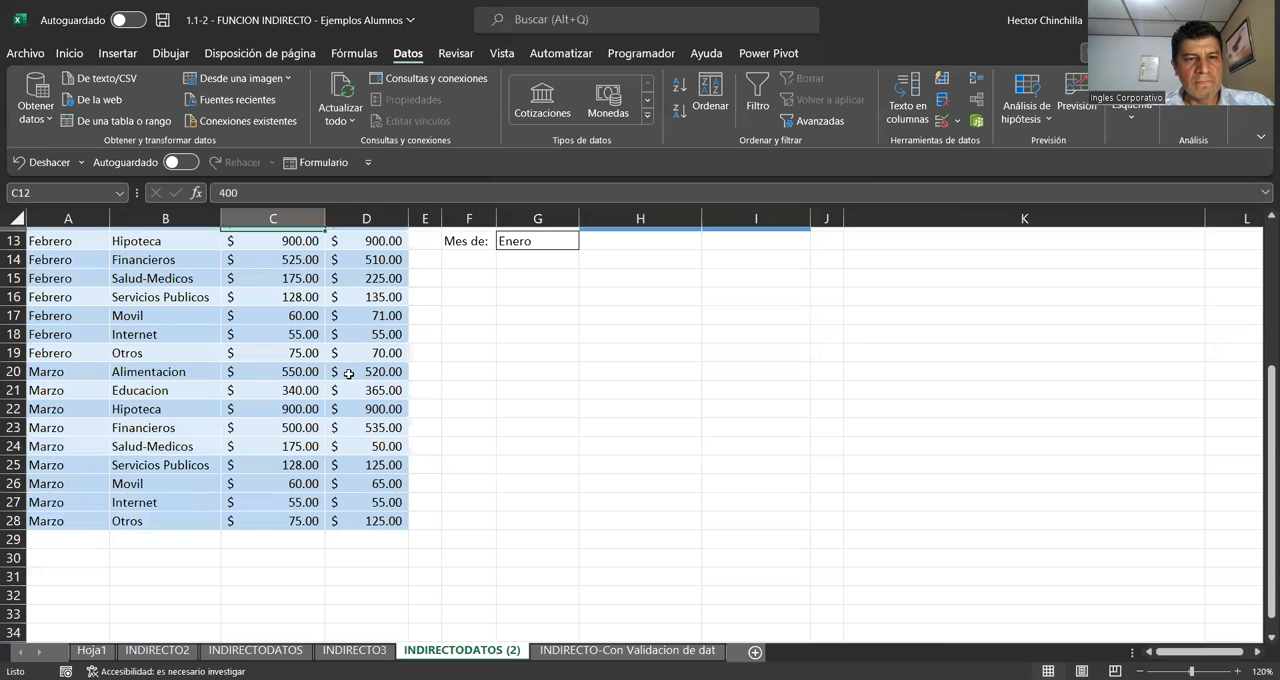 Autoguardado
1.1-2 - FUNCION INDIRECTO - Ejemplos Alumnos
Buscar (Alt+Q)
Hector Chinchilla
Archivo Inicio Insertar Dibujar Disposición de página Fórmulas Datos Revisar Vista Automatizar Programador Ayuda Power Pivot
Ingles Corporativo
Obtener datos
De texto/CSV
De la web
De una tabla o rango
Desde una imagen
Fuentes recientes
Conexiones existentes
Obtener y transformar datos
Actualizar todo
Consultas y conexiones
Propiedades
Editar vínculos
Consultas y conexiones
Cotizaciones
Monedas
Tipos de datos
Ordenar
Filtro
Borrar
Volver a aplicar
Avanzadas
Ordenar y filtrar
Texto en columnas
Herramientas de datos
Análisis de hipótesis
Previsión
Previsión
Análisis
Deshacer Autoguardado Rehacer Formulario
C12 fx 400
A B C D E F G H I J K L
13 Febrero Hipoteca $ 900.00 $ 900.00 Mes de: Enero
14 Febrero Financieros $ 525.00 $ 510.00
15 Febrero Salud-Medicos $ 175.00 $ 225.00
16 Febrero Servicios Publicos $ 128.00 $ 135.00
17 Febrero Movil $ 60.00 $ 71.00
18 Febrero Internet $ 55.00 $ 55.00
19 Febrero Otros $ 75.00 $ 70.00
20 Marzo Alimentacion $ 550.00 $ 520.00
21 Marzo Educacion $ 340.00 $ 365.00
22 Marzo Hipoteca $ 900.00 $ 900.00
23 Marzo Financieros $ 500.00 $ 535.00
24 Marzo Salud-Medicos $ 175.00 $ 50.00
25 Marzo Servicios Publicos $ 128.00 $ 125.00
26 Marzo Movil $ 60.00 $ 65.00
27 Marzo Internet $ 55.00 $ 55.00
28 Marzo Otros $ 75.00 $ 125.00
29
30
31
32
33
34
Hoja1 INDIRECTO2 INDIRECTODATOS INDIRECTO3 INDIRECTODATOS (2) INDIRECTO-Con Validacion de dat
Listo Accesibilidad: es necesario investigar 120%